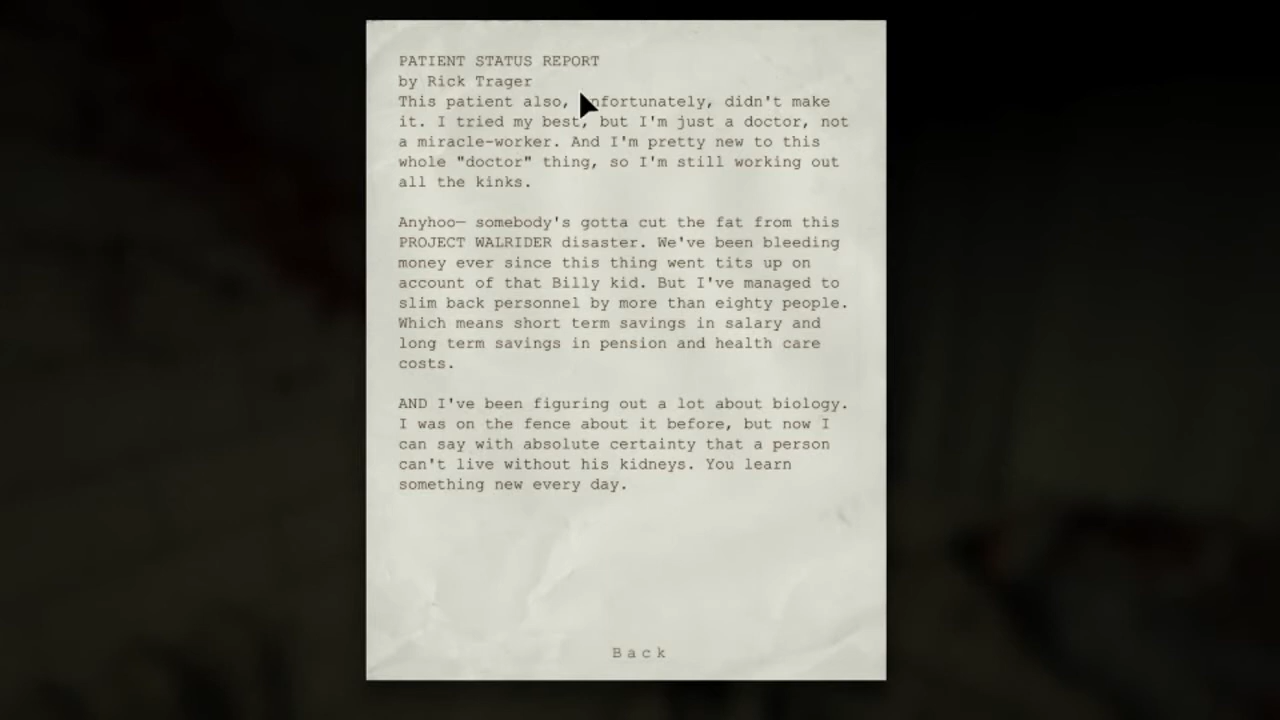 PATIENT STATUS REPORT
by Rick Trager
This patient also, unfortunately, didn't make
it. I tried my best, but I'm just a doctor, not
a miracle-worker. And I'm pretty new to this
whole "doctor" thing, so I'm still working out
all the kinks.
Anyhoo— somebody's gotta cut the fat from this
PROJECT WALRIDER disaster. We've been bleeding
money ever since this thing went tits up on
account of that Billy kid. But I've managed to
slim back personnel by more than eighty people.
Which means short term savings in salary and
long term savings in pension and health care
costs.
AND I've been figuring out a lot about biology.
I was on the fence about it before, but now I
can say with absolute certainty that a person
can't live without his kidneys. You learn
something new every day.
Back